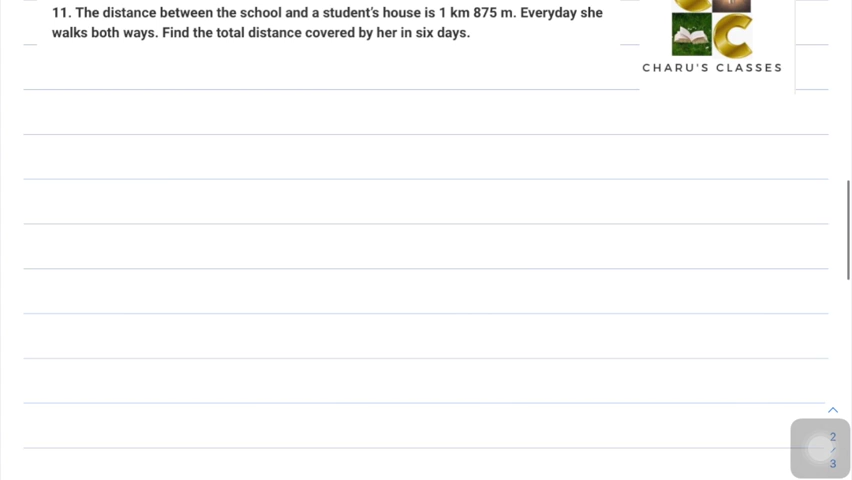 11. The distance between the school and a student's house is 1 km 875 m. Everyday she
walks both ways. Find the total distance covered by her in six days.
C
CHARU'S CLASSES
2
3